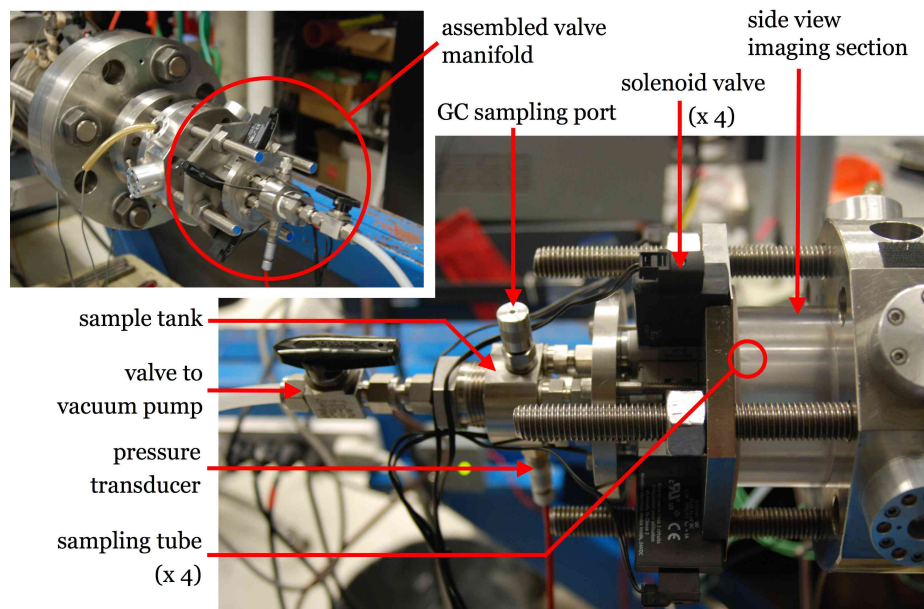 assembled valve
manifold
side view
imaging section
solenoid valve
(x 4)
GC sampling port
sample tank
valve to
vacuum pump
pressure
transducer
sampling tube
(x 4)